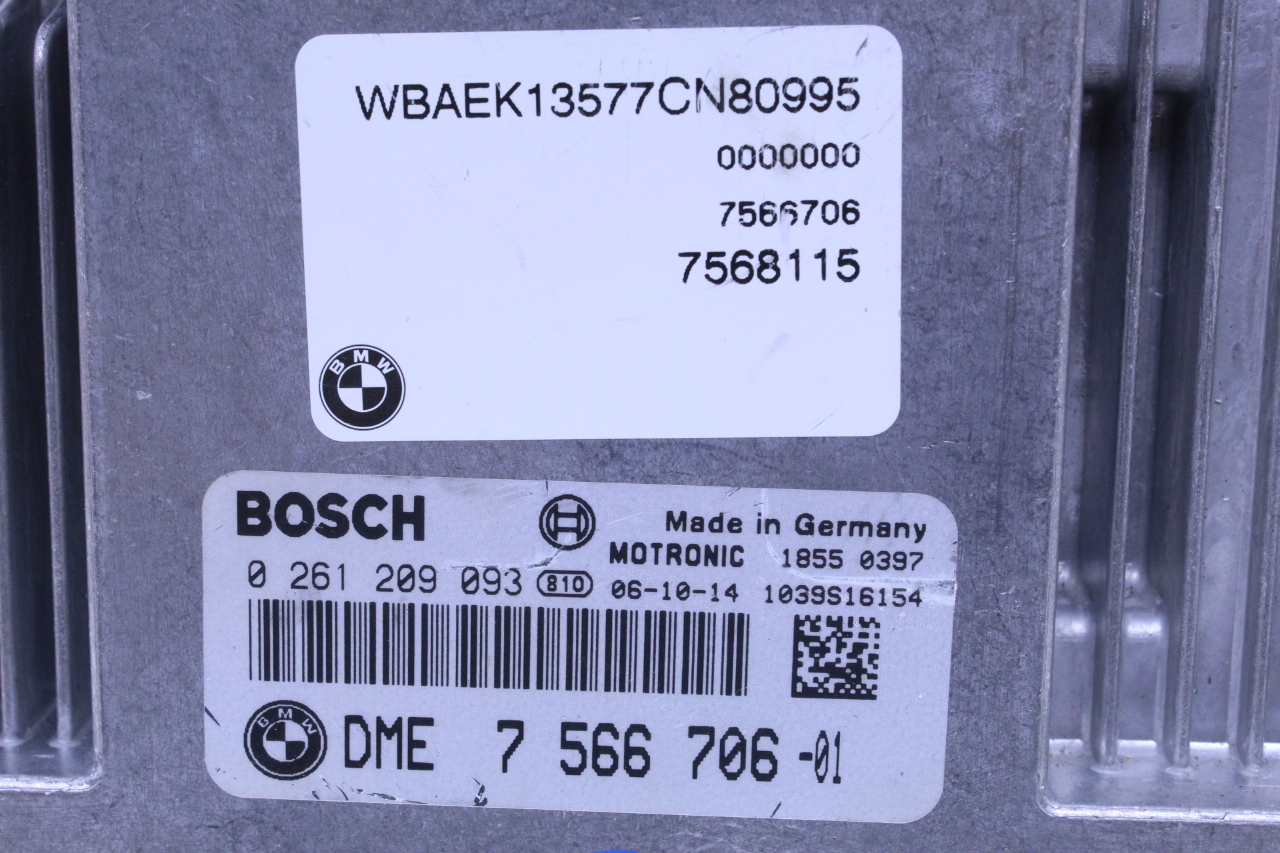 WBAEK13577CN80995
0000000
7566706
7568115
BMW
BOSCH Made in Germany
MOTRONIC 1855 0397
0 261 209 093 810 06-10-14 1039S16154
BMW DME 7 566 706 -01